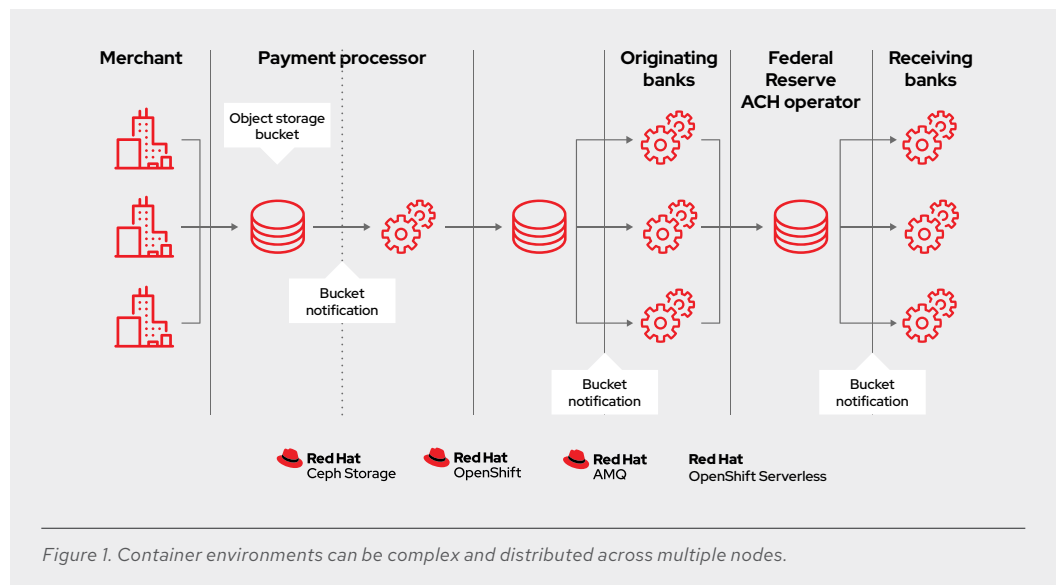 Merchant
Payment processor
Originating
banks
Federal
Reserve
ACH operator
Receiving
banks
Object storage
bucket
Bucket
notification
Bucket
notification
Bucket
notification
Red Hat
Ceph Storage
Red Hat
OpenShift
Red Hat
AMQ
Red Hat
OpenShift Serverless
Figure 1. Container environments can be complex and distributed across multiple nodes.